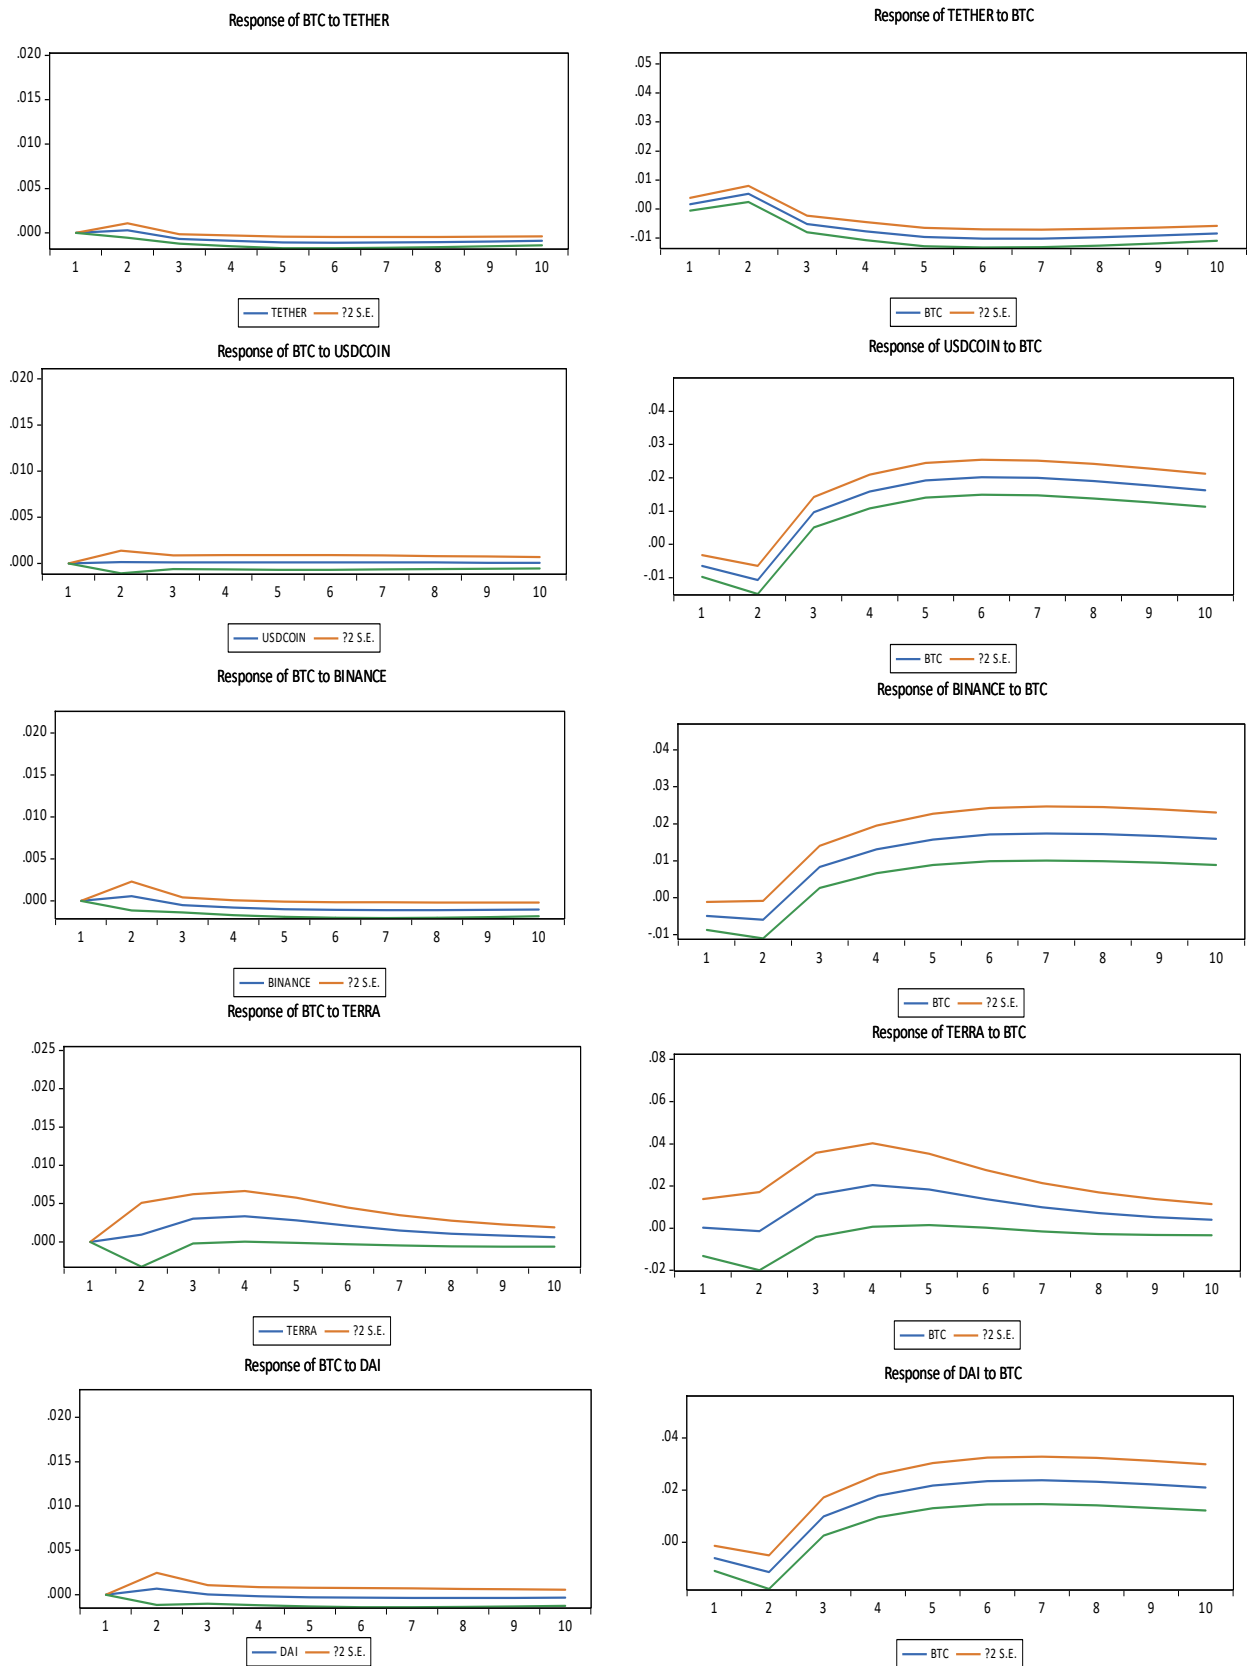 Response of BTC to TETHER
.020
.015
.010
.005
.000
1 2 3 4 5 6 7 8 9 10
TETHER ?2 S.E.
Response of TETHER to BTC
.05
.04
.03
.02
.01
.00
-.01
1 2 3 4 5 6 7 8 9 10
BTC ?2 S.E.
Response of BTC to USDCOIN
.020
.015
.010
.005
.000
1 2 3 4 5 6 7 8 9 10
USDCOIN ?2 S.E.
Response of USDCOIN to BTC
.04
.03
.02
.01
.00
-.01
1 2 3 4 5 6 7 8 9 10
BTC ?2 S.E.
Response of BTC to BINANCE
.020
.015
.010
.005
.000
1 2 3 4 5 6 7 8 9 10
BINANCE ?2 S.E.
Response of BINANCE to BTC
.04
.03
.02
.01
.00
-.01
1 2 3 4 5 6 7 8 9 10
BTC ?2 S.E.
Response of BTC to TERRA
.025
.020
.015
.010
.005
.000
1 2 3 4 5 6 7 8 9 10
TERRA ?2 S.E.
Response of TERRA to BTC
.08
.06
.04
.02
.00
-.02
1 2 3 4 5 6 7 8 9 10
BTC ?2 S.E.
Response of BTC to DAI
.020
.015
.010
.005
.000
1 2 3 4 5 6 7 8 9 10
DAI ?2 S.E.
Response of DAI to BTC
.04
.02
.00
1 2 3 4 5 6 7 8 9 10
BTC ?2 S.E.